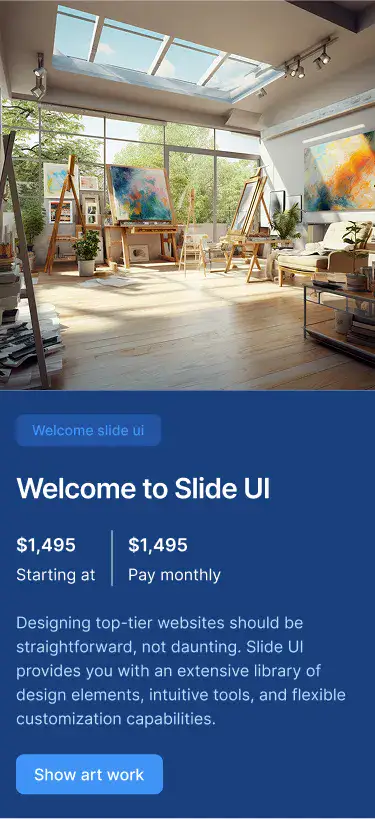 Welcome slide ui
Welcome to Slide UI
$1,495
Starting at
$1,495
Pay monthly
Designing top-tier websites should be
straightforward, not daunting. Slide UI
provides you with an extensive library of
design elements, intuitive tools, and flexible
customization capabilities.
Show art work